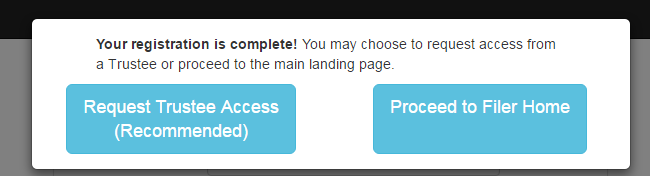 Your registration is complete! You may choose to request access from
a Trustee or proceed to the main landing page.
Request Trustee Access
(Recommended)
Proceed to Filer Home